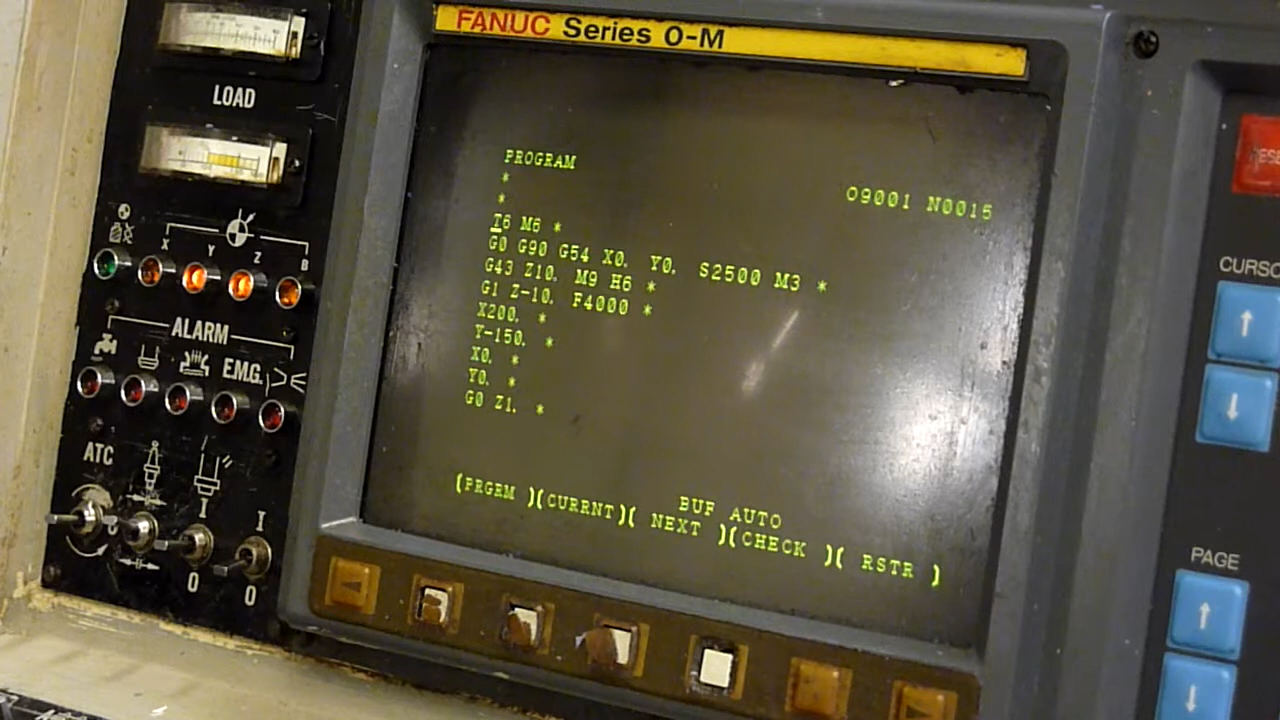 FANUC Series O-M
LOAD
PROGRAM
O9001 N0015
*
*
T6 M6 *
G0 G90 G54 X0. Y0. S2500 M3 *
G43 Z10. M9 H6 *
G1 Z-10. F4000 *
X200. *
Y-150. *
X0. *
Y0. *
G0 Z1. *
BUF AUTO
(PRGRM )(CURRNT)( NEXT )(CHECK )( RSTR )
X Y Z B
ALARM
E.M.G.
ATC
I I
0 0
CURSO
↑
↓
PAGE
↑
↓